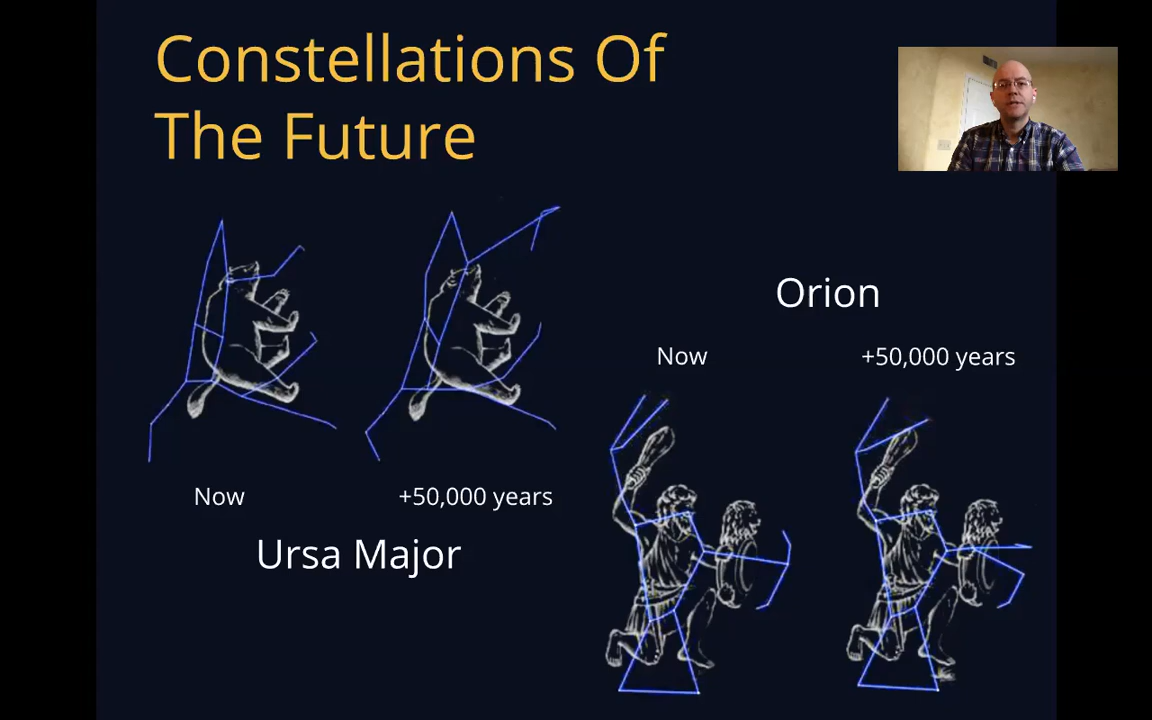 Constellations Of
The Future
Now
+50,000 years
Ursa Major
Orion
Now
+50,000 years